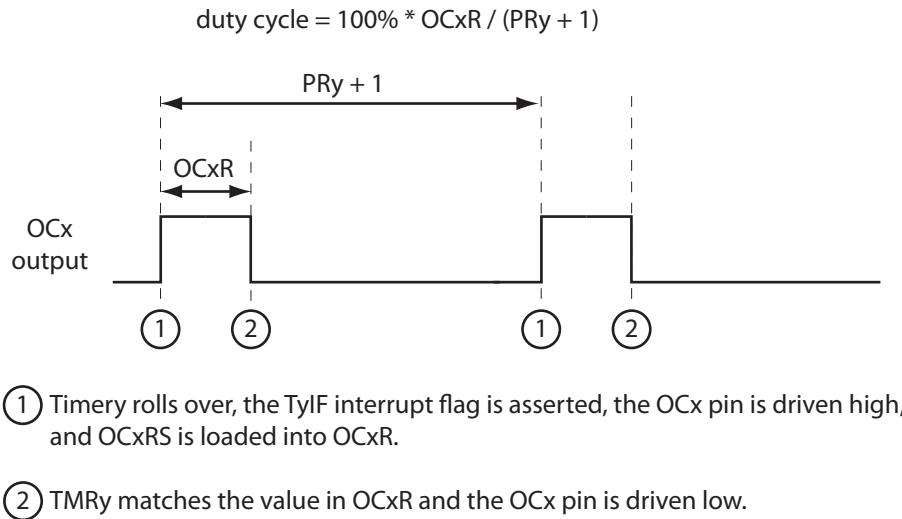 duty cycle = 100% * OCxR / (PRy + 1)
PRy + 1
OCxR
OCx
output
1 2 1 2
1 Timery rolls over, the TyIF interrupt flag is asserted, the OCx pin is driven high,
and OCxRS is loaded into OCxR.
2 TMRy matches the value in OCxR and the OCx pin is driven low.